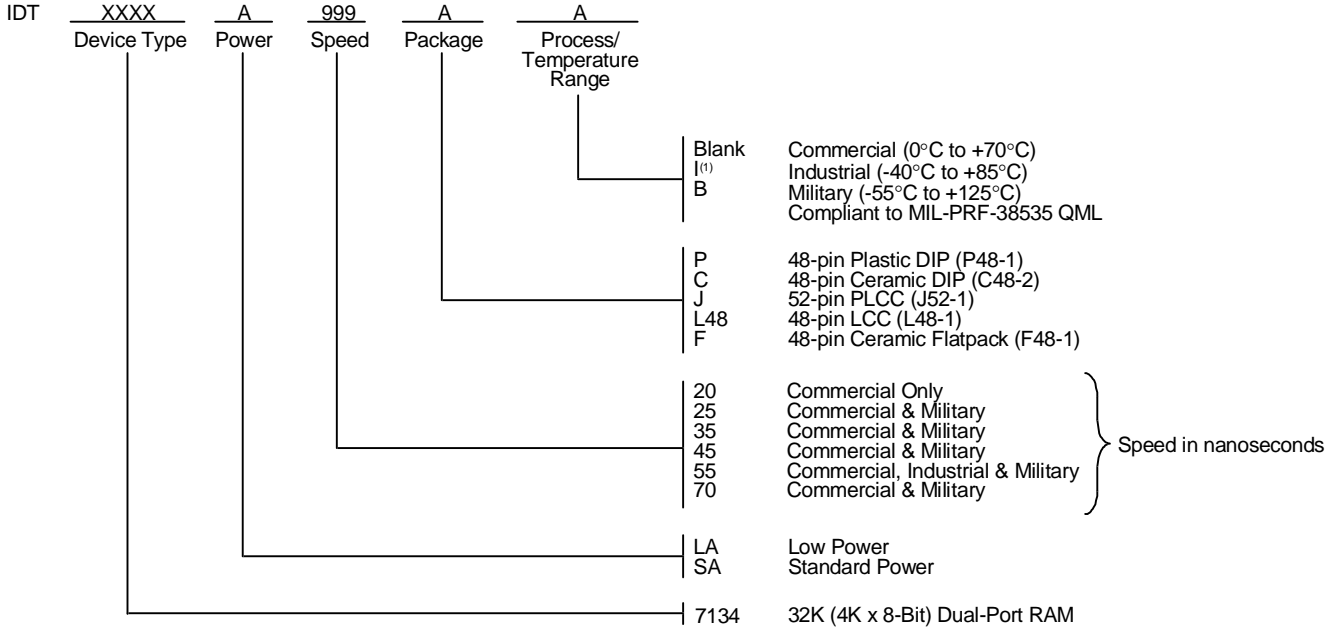 IDT XXXX A 999 A A
Device Type Power Speed Package Process/
Temperature
Range
Blank Commercial (0°C to +70°C)
I(1) Industrial (-40°C to +85°C)
B Military (-55°C to +125°C)
Compliant to MIL-PRF-38535 QML
P 48-pin Plastic DIP (P48-1)
C 48-pin Ceramic DIP (C48-2)
J 52-pin PLCC (J52-1)
L48 48-pin LCC (L48-1)
F 48-pin Ceramic Flatpack (F48-1)
20 Commercial Only
25 Commercial & Military
35 Commercial & Military
45 Commercial & Military Speed in nanoseconds
55 Commercial, Industrial & Military
70 Commercial & Military
LA Low Power
SA Standard Power
7134 32K (4K x 8-Bit) Dual-Port RAM